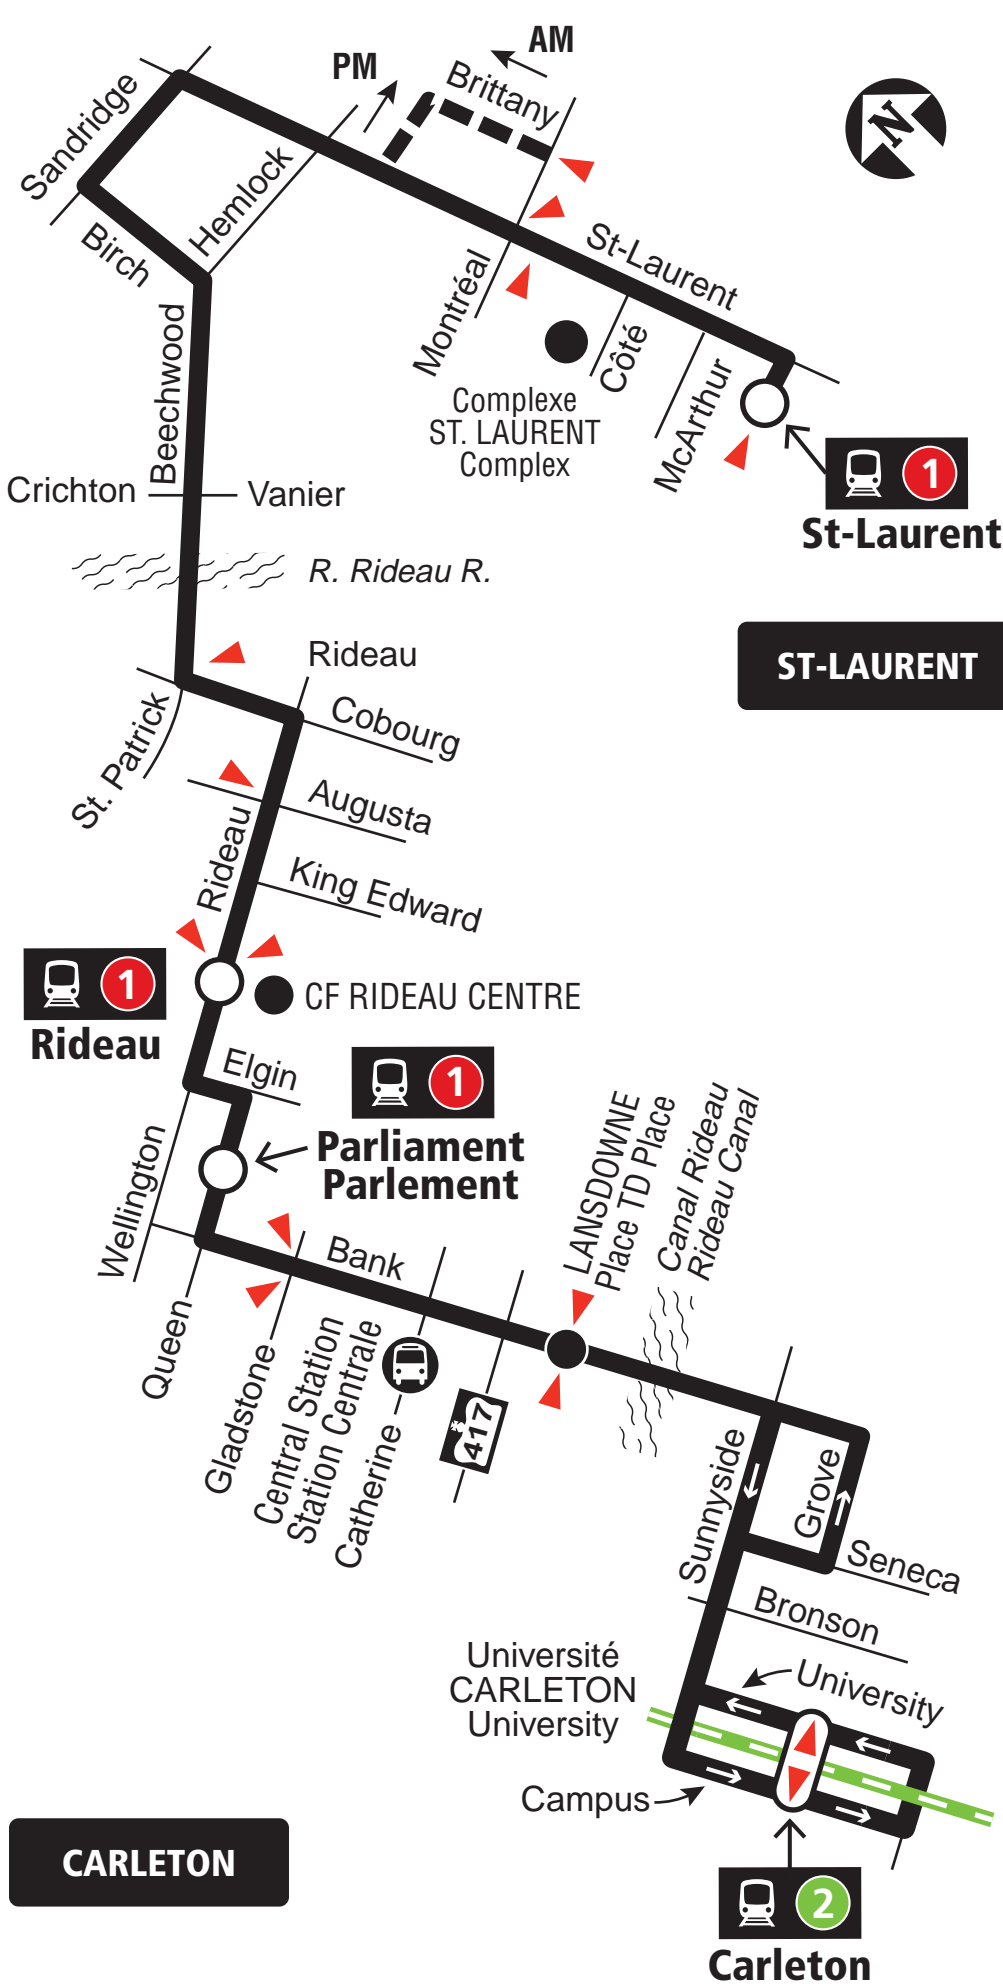 AM
PM
Brittany
N
Sandridge
Hemlock
Birch
St-Laurent
Montréal
Côté
McArthur
Beechwood
Complexe
ST. LAURENT
Complex
1
St-Laurent
Crichton
Vanier
R. Rideau R.
Rideau
ST-LAURENT
Cobourg
St. Patrick
Augusta
Rideau
King Edward
1
Rideau
CF RIDEAU CENTRE
Elgin
1
Parliament
Parlement
LANSDOWNE
Place TD Place
Canal Rideau
Rideau Canal
Wellington
Bank
Queen
Gladstone
Central Station
Station Centrale
Catherine
417
Sunnyside
Grove
Seneca
Bronson
Université
CARLETON
University
University
Campus
CARLETON
2
Carleton